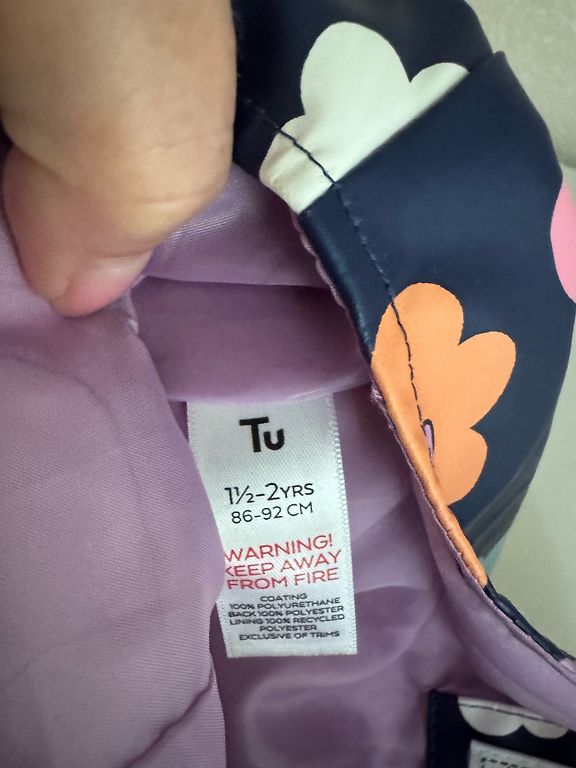 Tu
1½-2YRS
86-92 CM
WARNING!
KEEP AWAY
FROM FIRE
COATING
100% POLYURETHANE
BACK 100% POLYESTER
LINING 100% RECYCLED
POLYESTER
EXCLUSIVE OF TRIMS